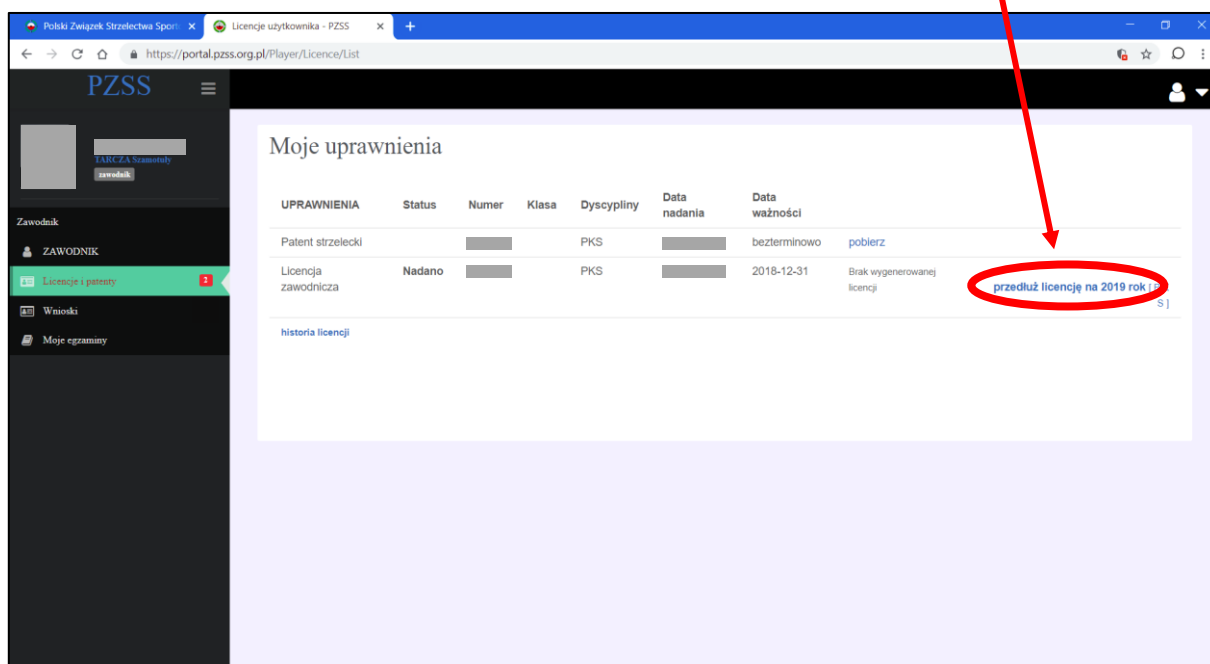 Polski Związek Strzelectwa Sport
Licencje użytkownika - PZSS
https://portal.pzss.org.pl/Player/Licence/List
PZSS
TARCZA Szamotuły
zawodnik
Zawodnik
ZAWODNIK
Licencje i patenty 2
Wnioski
Moje egzaminy
Moje uprawnienia
UPRAWNIENIA Status Numer Klasa Dyscypliny Data nadania Data ważności
Patent strzelecki PKS bezterminowo pobierz
Licencja zawodnicza Nadano PKS 2018-12-31 Brak wygenerowanej licencji przedłuż licencję na 2019 rok [
S ]
historia licencji